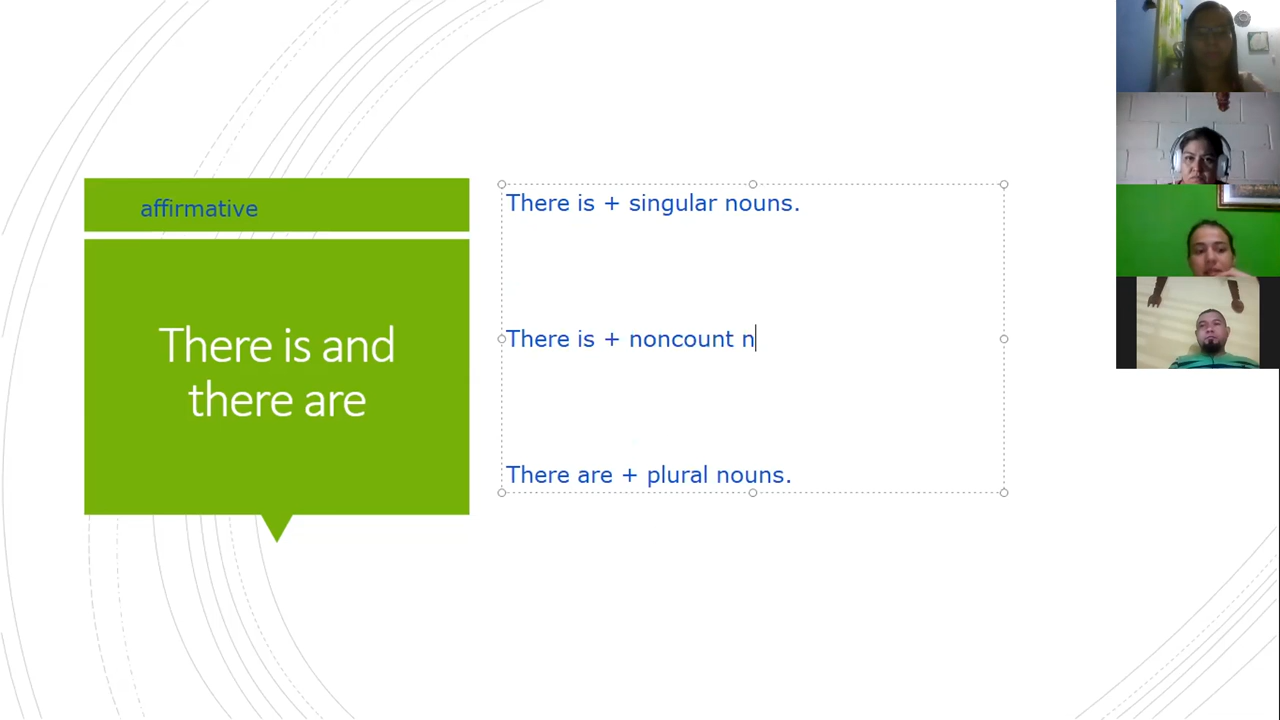 affirmative
There is and
there are
There is + singular nouns.
There is + noncount n
There are + plural nouns.